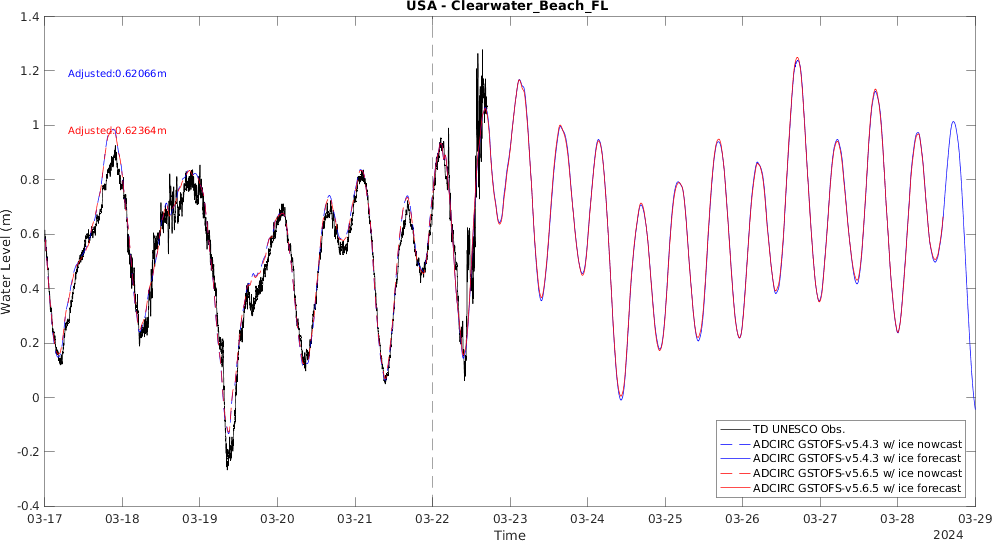 USA - Clearwater_Beach_FL
1.4
1.2
1
0.8
0.6
0.4
0.2
0
-0.2
-0.4
Water Level (m)
Adjusted:0.62066m
Adjusted:0.62364m
TD UNESCO Obs.
ADCIRC GSTOFS-v5.4.3 w/ ice nowcast
ADCIRC GSTOFS-v5.4.3 w/ ice forecast
ADCIRC GSTOFS-v5.6.5 w/ ice nowcast
ADCIRC GSTOFS-v5.6.5 w/ ice forecast
03-17 03-18 03-19 03-20 03-21 03-22 03-23 03-24 03-25 03-26 03-27 03-28 03-29
Time
2024